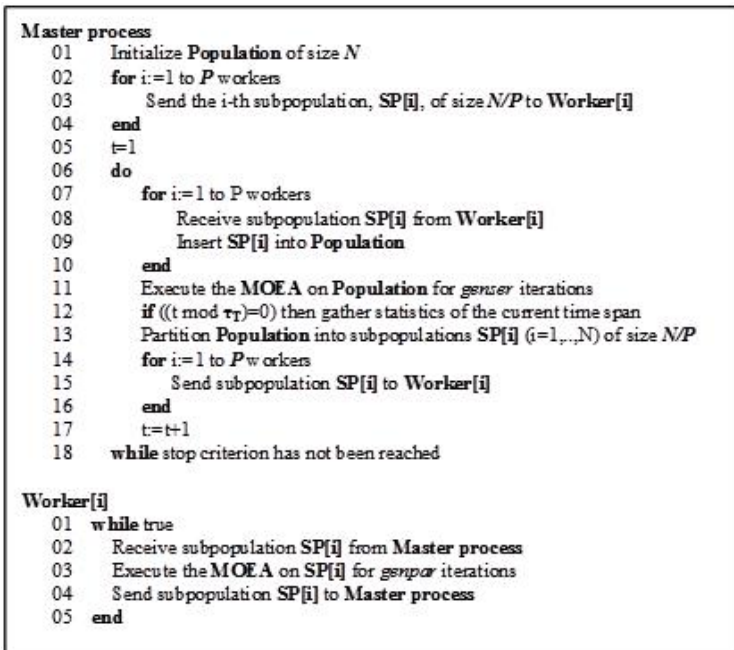 Master process
01 Initialize Population of size N
02 for i:=1 to P workers
03 Send the i-th subpopulation, SP[i], of size N/P to Worker[i]
04 end
05 t=1
06 do
07 for i:=1 to P workers
08 Receive subpopulation SP[i] from Worker[i]
09 Insert SP[i] into Population
10 end
11 Execute the MOEA on Population for genser iterations
12 if ((t mod τT)=0) then gather statistics of the current time span
13 Partition Population into subpopulations SP[i] (i=1,..,N) of size N/P
14 for i:=1 to P workers
15 Send subpopulation SP[i] to Worker[i]
16 end
17 t:=t+1
18 while stop criterion has not been reached
Worker[i]
01 while true
02 Receive subpopulation SP[i] from Master process
03 Execute the MOEA on SP[i] for genpar iterations
04 Send subpopulation SP[i] to Master process
05 end